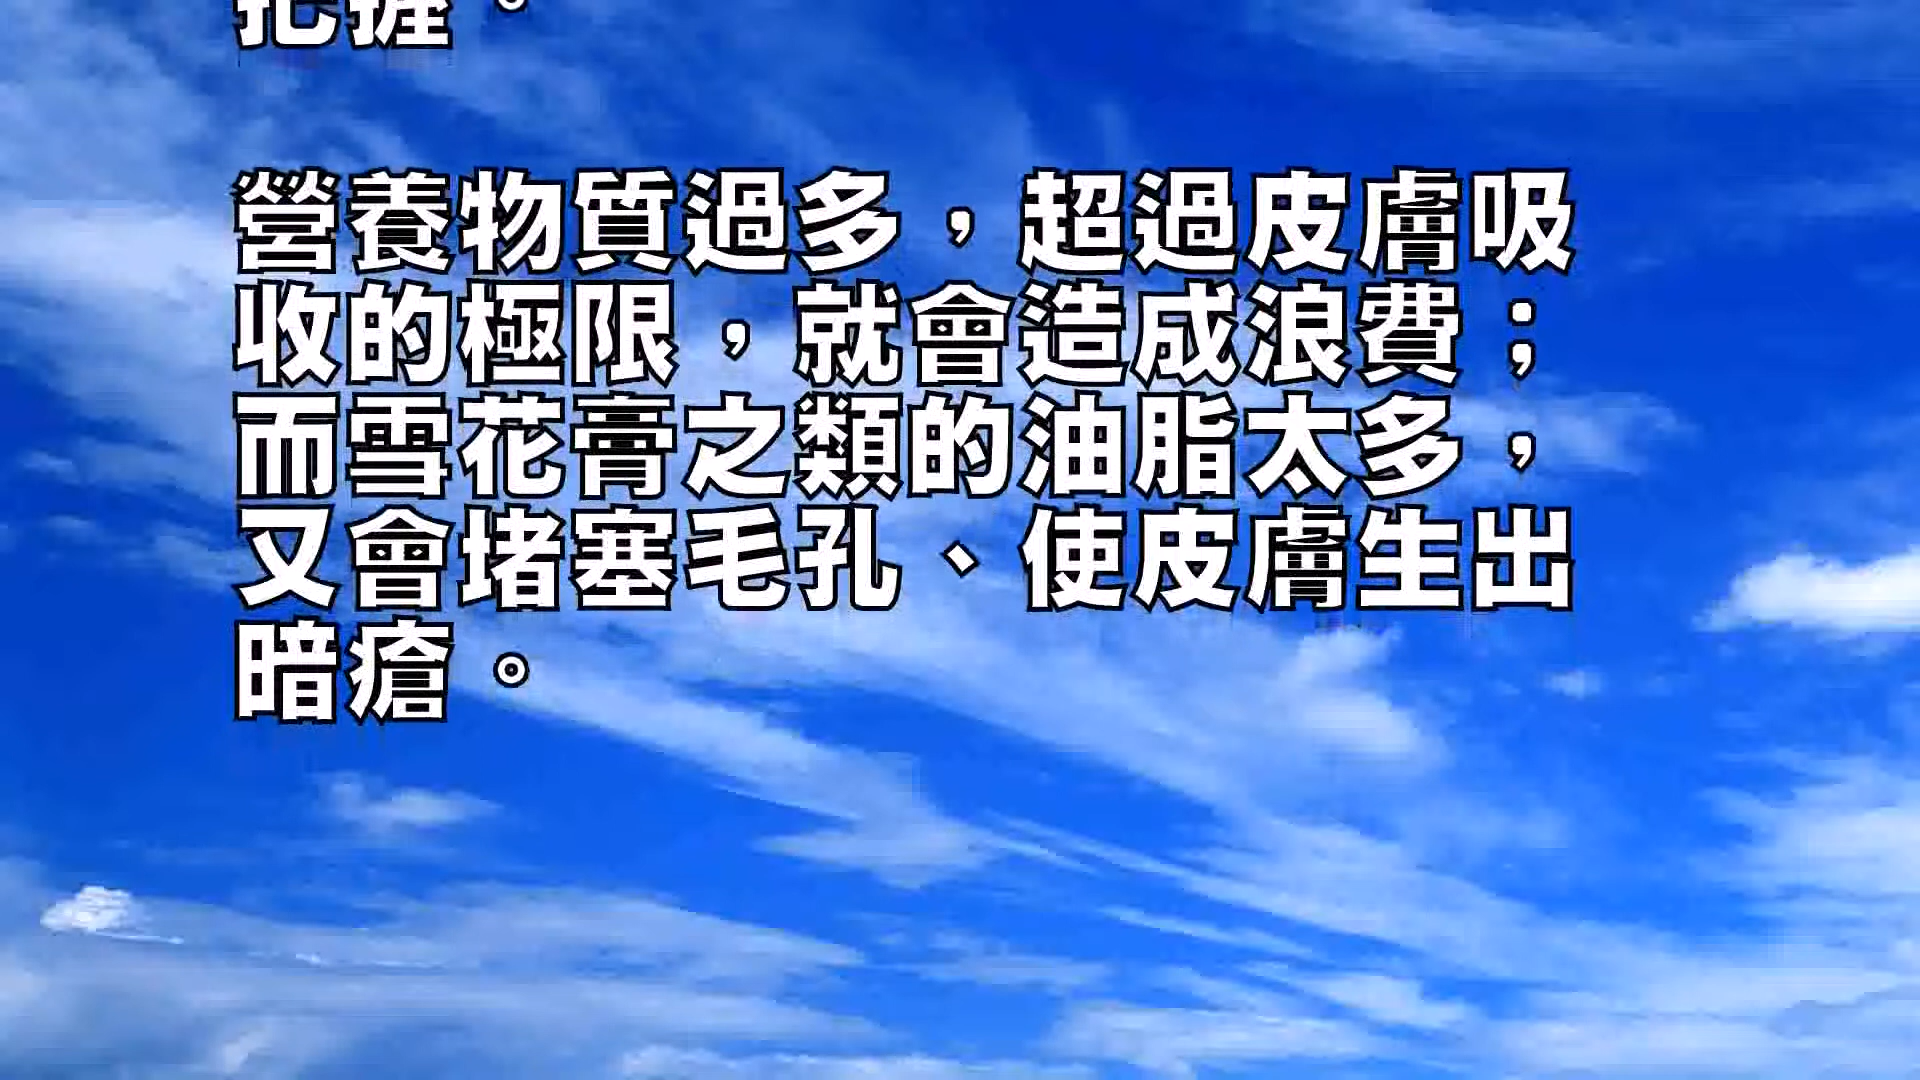 把握。
營養物質過多，超過皮膚吸
收的極限，就會造成浪費；
而雪花膏之類的油脂太多，
又會堵塞毛孔、使皮膚生出
暗瘡。